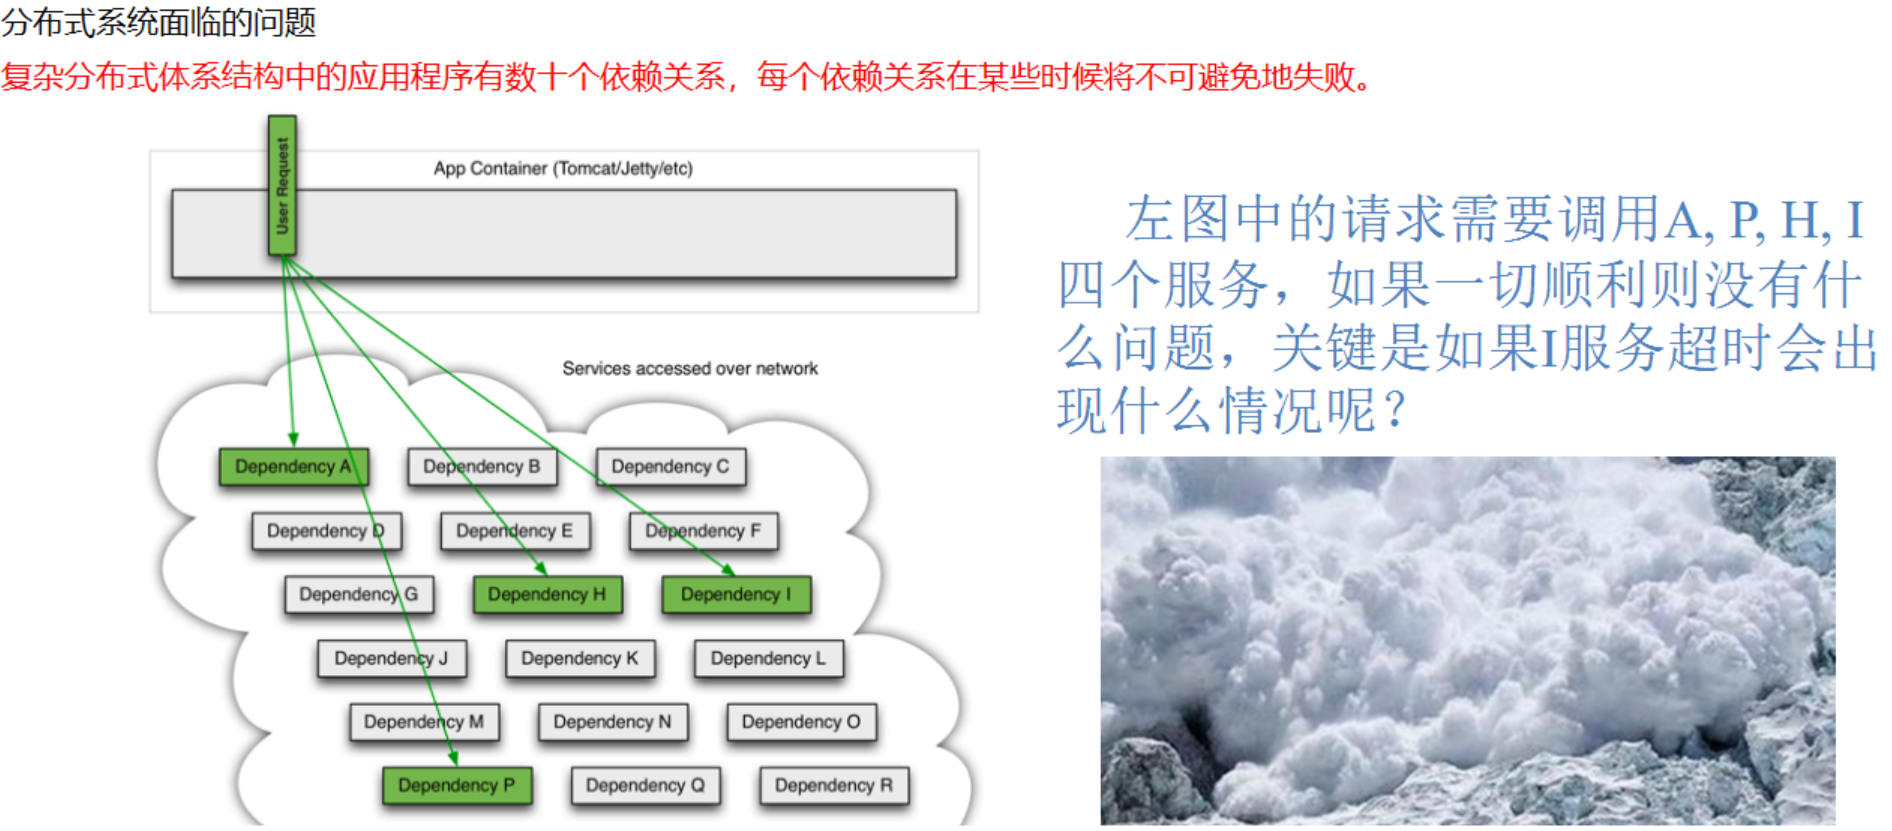 分布式系统面临的问题
复杂分布式体系结构中的应用程序有数十个依赖关系，每个依赖关系在某些时候将不可避免地失败。
User Request
App Container (Tomcat/Jetty/etc)
Services accessed over network
Dependency A
Dependency B
Dependency C
Dependency D
Dependency E
Dependency F
Dependency G
Dependency H
Dependency I
Dependency J
Dependency K
Dependency L
Dependency M
Dependency N
Dependency O
Dependency P
Dependency Q
Dependency R
左图中的请求需要调用A, P, H, I
四个服务，如果一切顺利则没有什
么问题，关键是如果I服务超时会出
现什么情况呢？